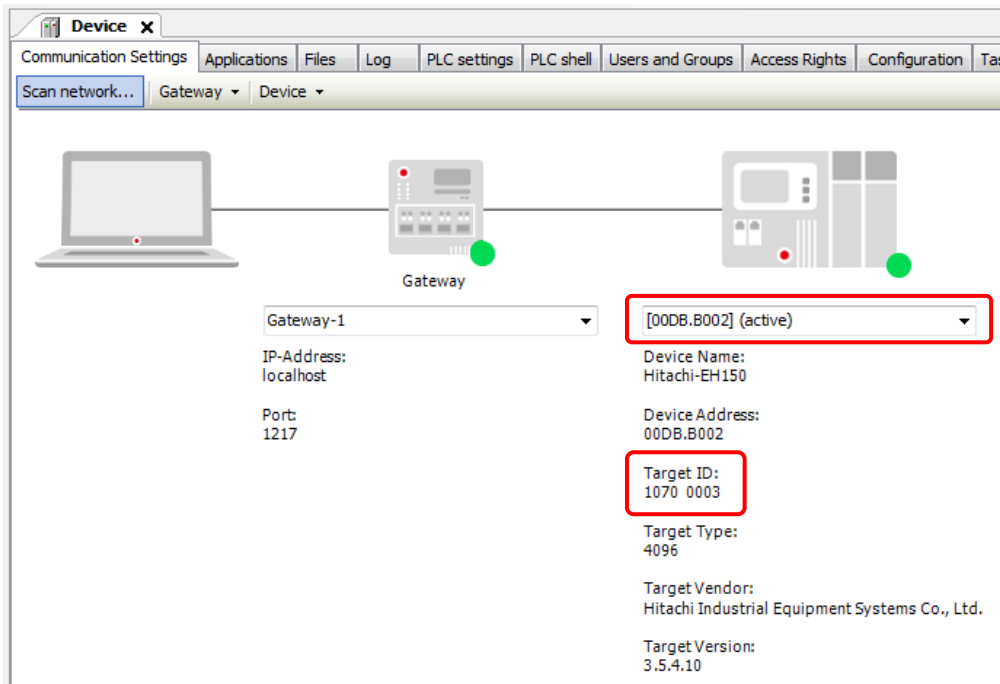 Device
Communication Settings Applications Files Log PLC settings PLC shell Users and Groups Access Rights Configuration Tas
Scan network... Gateway Device
Gateway
Gateway-1
[00DB.B002] (active)
IP-Address:
localhost
Port:
1217
Device Name:
Hitachi-EH150
Device Address:
00DB.B002
Target ID:
1070 0003
Target Type:
4096
Target Vendor:
Hitachi Industrial Equipment Systems Co., Ltd.
Target Version:
3.5.4.10